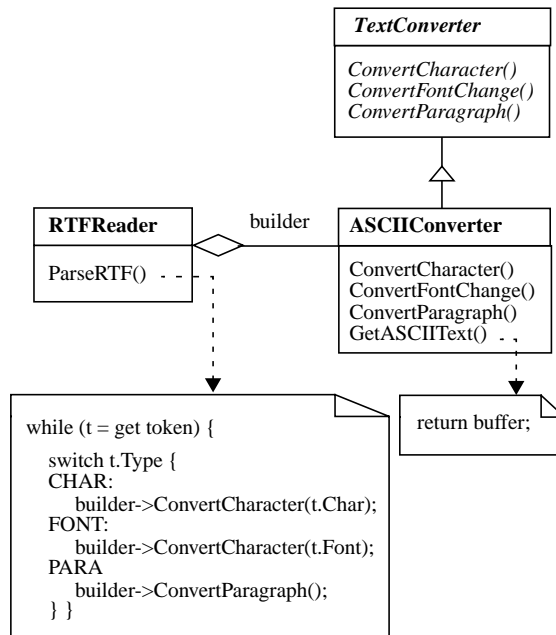 TextConverter
ConvertCharacter()
ConvertFontChange()
ConvertParagraph()
RTFReader
ParseRTF()
builder
ASCIIConverter
ConvertCharacter()
ConvertFontChange()
ConvertParagraph()
GetASCIIText()
while (t = get token) {
switch t.Type {
CHAR:
builder->ConvertCharacter(t.Char);
FONT:
builder->ConvertCharacter(t.Font);
PARA
builder->ConvertParagraph();
} }
return buffer;